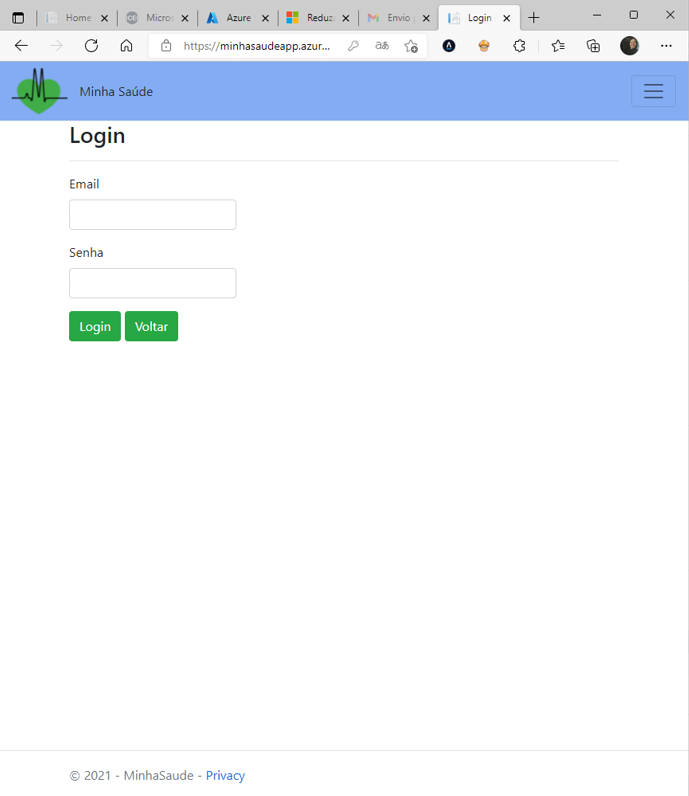 Home
Micros
Azure
Reduz
Envio
Login
https://minhasaudeapp.azur...
Minha Saúde
Login
Email
Senha
Login Voltar
© 2021 - MinhaSaude - Privacy